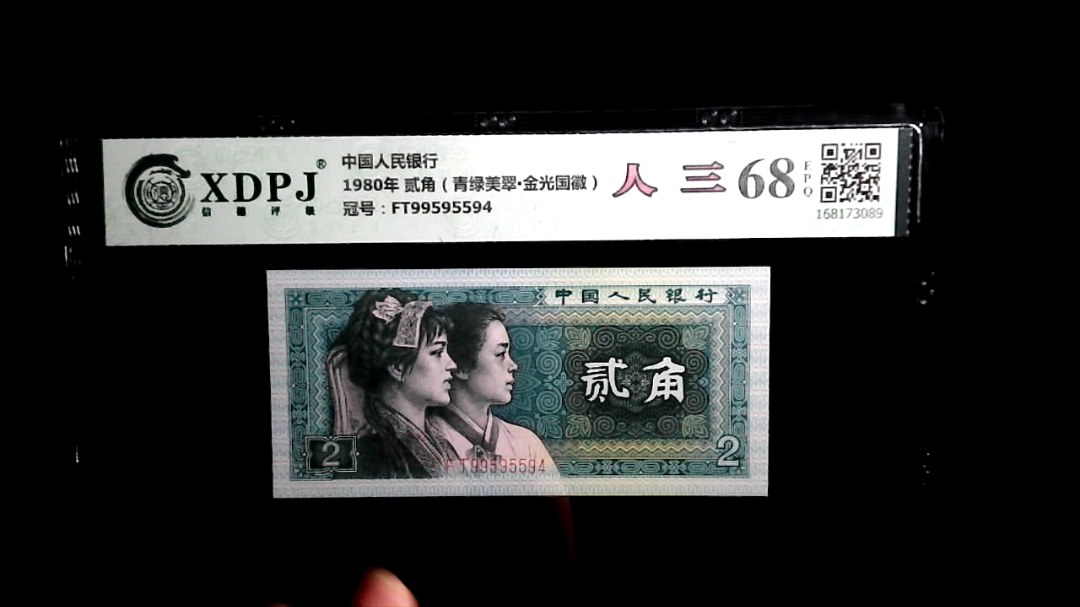 XDPJ®
信德评级
中国人民银行
1980年 贰角（青绿美翠·金光国徽）
冠号：FT99595594
人 三 68
EPQ
168173089
中国人民银行
贰角
2
FT99595594
2